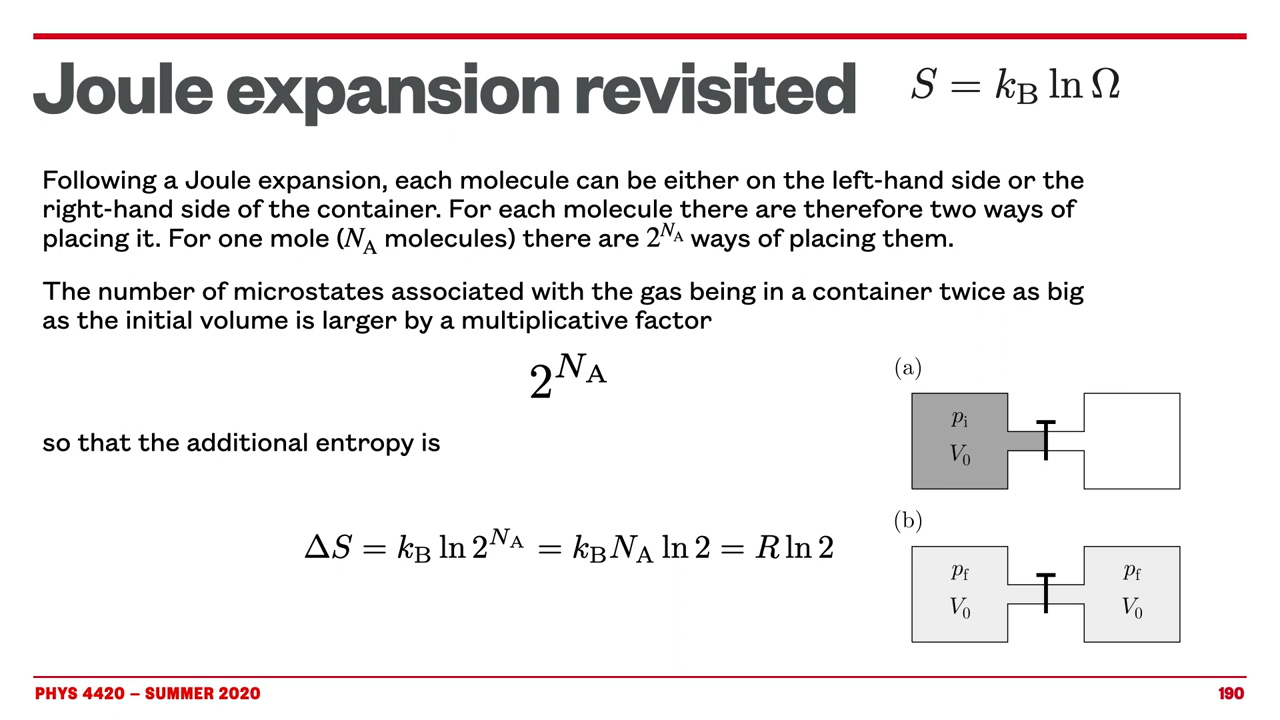 Joule expansion revisited
S = k_B ln Ω
Following a Joule expansion, each molecule can be either on the left-hand side or the
right-hand side of the container. For each molecule there are therefore two ways of
placing it. For one mole (N_A molecules) there are 2^{N_A} ways of placing them.
The number of microstates associated with the gas being in a container twice as big
as the initial volume is larger by a multiplicative factor
2^{N_A}
so that the additional entropy is
ΔS = k_B ln 2^{N_A} = k_B N_A ln 2 = R ln 2
(a)
p_i
V_0
(b)
p_f
V_0
p_f
V_0
PHYS 4420 – SUMMER 2020
190